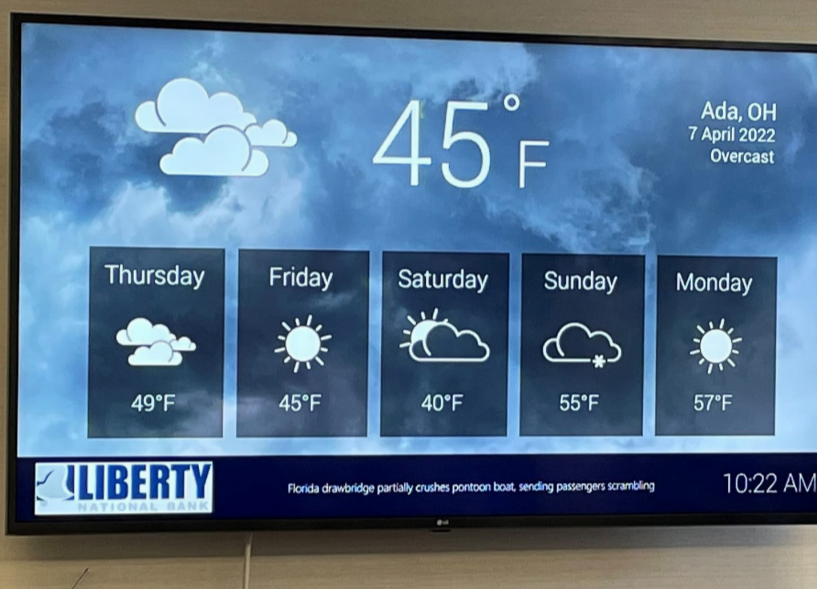 45°F
Ada, OH
7 April 2022
Overcast
Thursday
49°F
Friday
45°F
Saturday
40°F
Sunday
55°F
Monday
57°F
LIBERTY
NATIONAL BANK
Florida drawbridge partially crushes pontoon boat, sending passengers scrambling
10:22 AM
LG